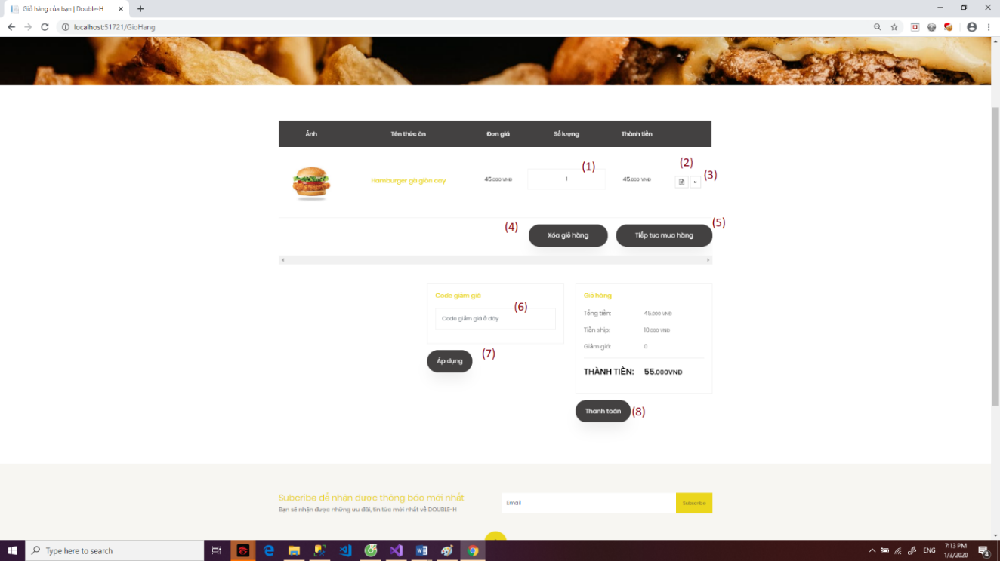 Giỏ hàng của bạn | Double-H
localhost:51721/GioHang
Ảnh Tên thức ăn Đơn giá Số lượng Thành tiền
(1) (2) (3)
Hamburger gà giòn cay 45.000 VNĐ 1 45.000 VNĐ
(4) Xóa giỏ hàng Tiếp tục mua hàng (5)
Code giảm giá
(6)
Code giảm giá ở đây
Áp dụng (7)
Giỏ hàng
Tổng tiền: 45.000 VNĐ
Tiền ship: 10.000 VNĐ
Giảm giá: 0
THÀNH TIỀN: 55.000VNĐ
Thanh toán (8)
Subcribe để nhận được thông báo mới nhất
Bạn sẽ nhận được những ưu đãi, tin tức mới nhất về DOUBLE-H
Email Subscribe
Type here to search
ENG
7:13 PM
1/3/2020
4